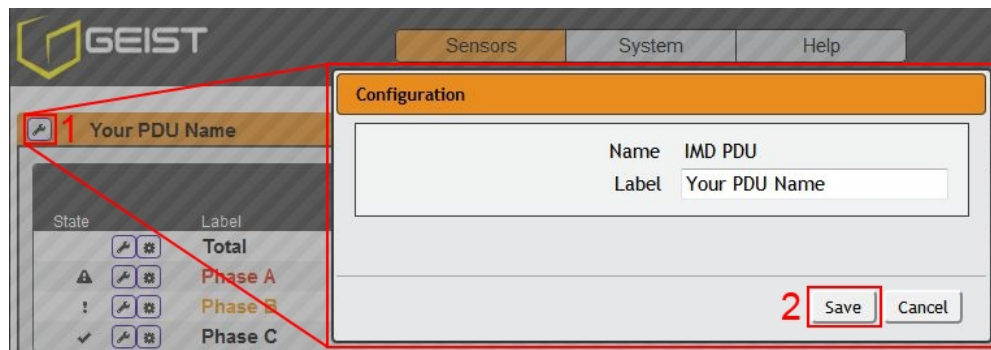 GEIST
Sensors System Help
Configuration
1 Your PDU Name
Name IMD PDU
Label Your PDU Name
State Label
Total
Phase A
Phase B
Phase C
2 Save Cancel